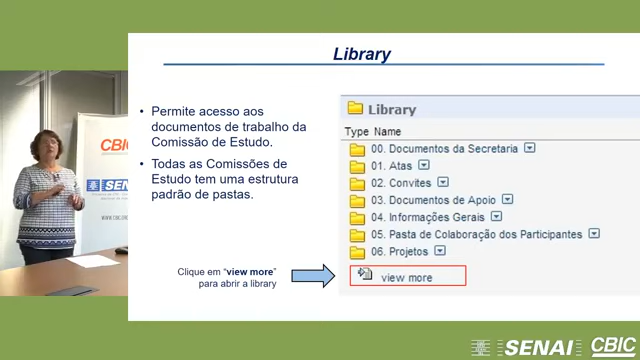 Library
• Permite acesso aos
documentos de trabalho da
Comissão de Estudo.
• Todas as Comissões de
Estudo tem uma estrutura
padrão de pastas.
Clique em “view more”
para abrir a library
Library
Type Name
00. Documentos da Secretaria
01. Atas
02. Convites
03. Documentos de Apoio
04. Informações Gerais
05. Pasta de Colaboração dos Participantes
06. Projetos
view more
CBIC
SENAI
SENAI CBIC